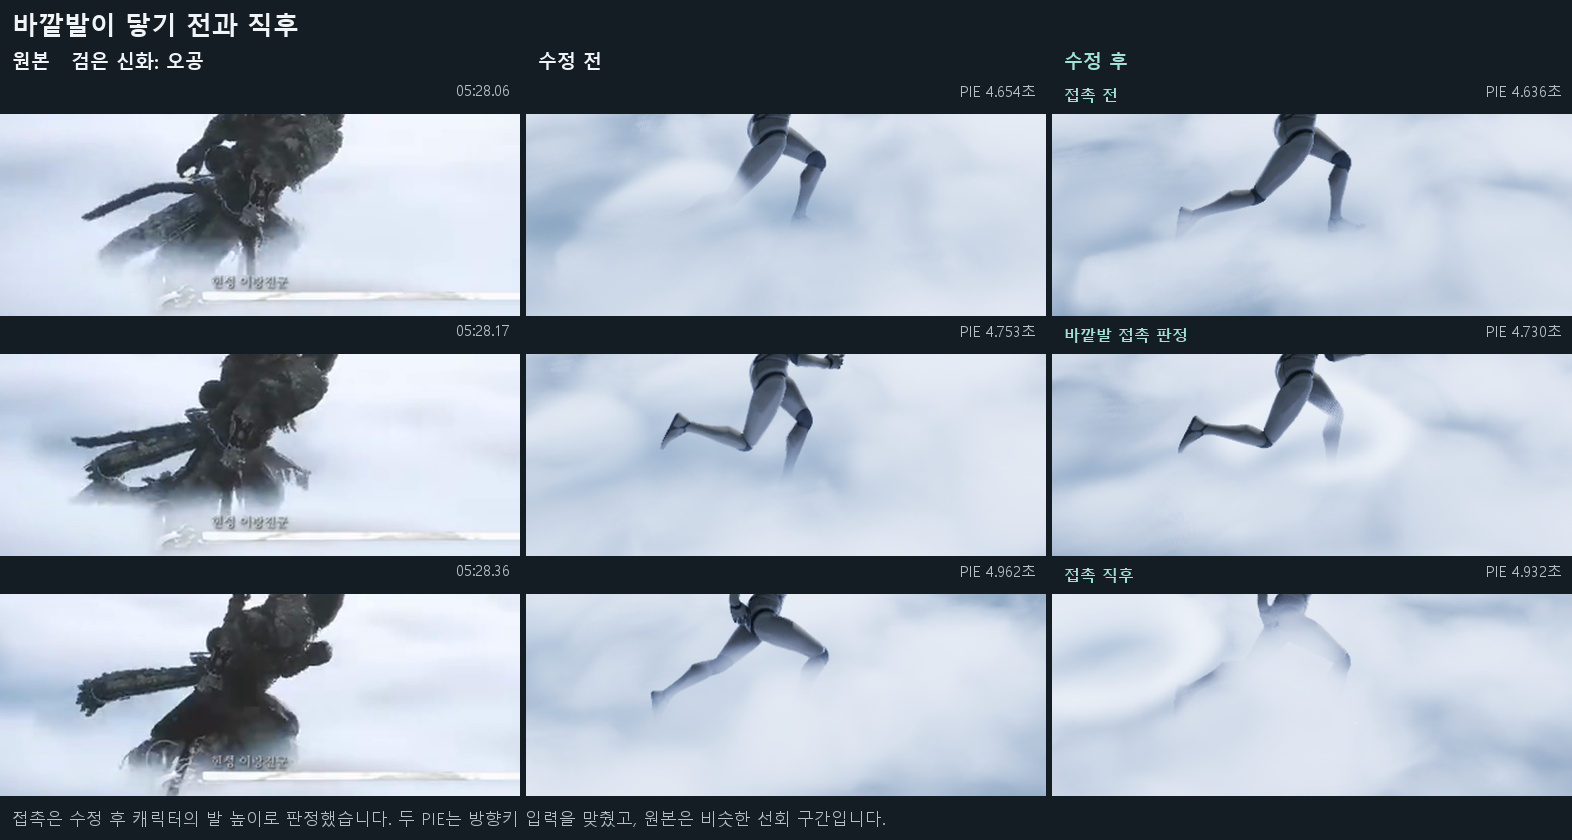 바깥발이 닿기 전과 직후
원본 검은 신화: 오공
수정 전
수정 후
05:28.06
PIE 4.654초
접촉 전
PIE 4.636초
현성 이랑진군
05:28.17
PIE 4.753초
바깥발 접촉 판정
PIE 4.730초
현성 이랑진군
05:28.36
PIE 4.962초
접촉 직후
PIE 4.932초
현성 이랑진군
접촉은 수정 후 캐릭터의 발 높이로 판정했습니다. 두 PIE는 방향키 입력을 맞췄고, 원본은 비슷한 선회 구간입니다.